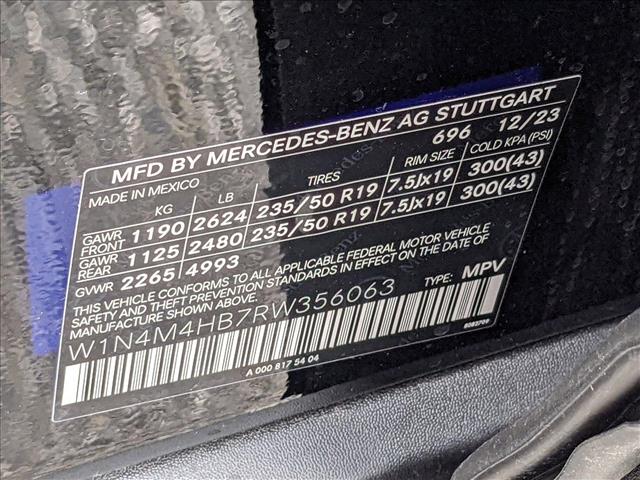 MFD BY MERCEDES-BENZ AG STUTTGART
696 12/23
MADE IN MEXICO
KG LB TIRES RIM SIZE COLD KPA (PSI)
GAWR FRONT 1190 2624 235/50 R19 7.5Jx19 300(43)
GAWR REAR 1125 2480 235/50 R19 7.5Jx19 300(43)
GVWR 2265 4993
THIS VEHICLE CONFORMS TO ALL APPLICABLE FEDERAL MOTOR VEHICLE
SAFETY AND THEFT PREVENTION STANDARDS IN EFFECT ON THE DATE OF
MANUFACTURE SHOWN ABOVE.
W1N4M4HB7RW356063 TYPE: MPV
A 000 817 54 04